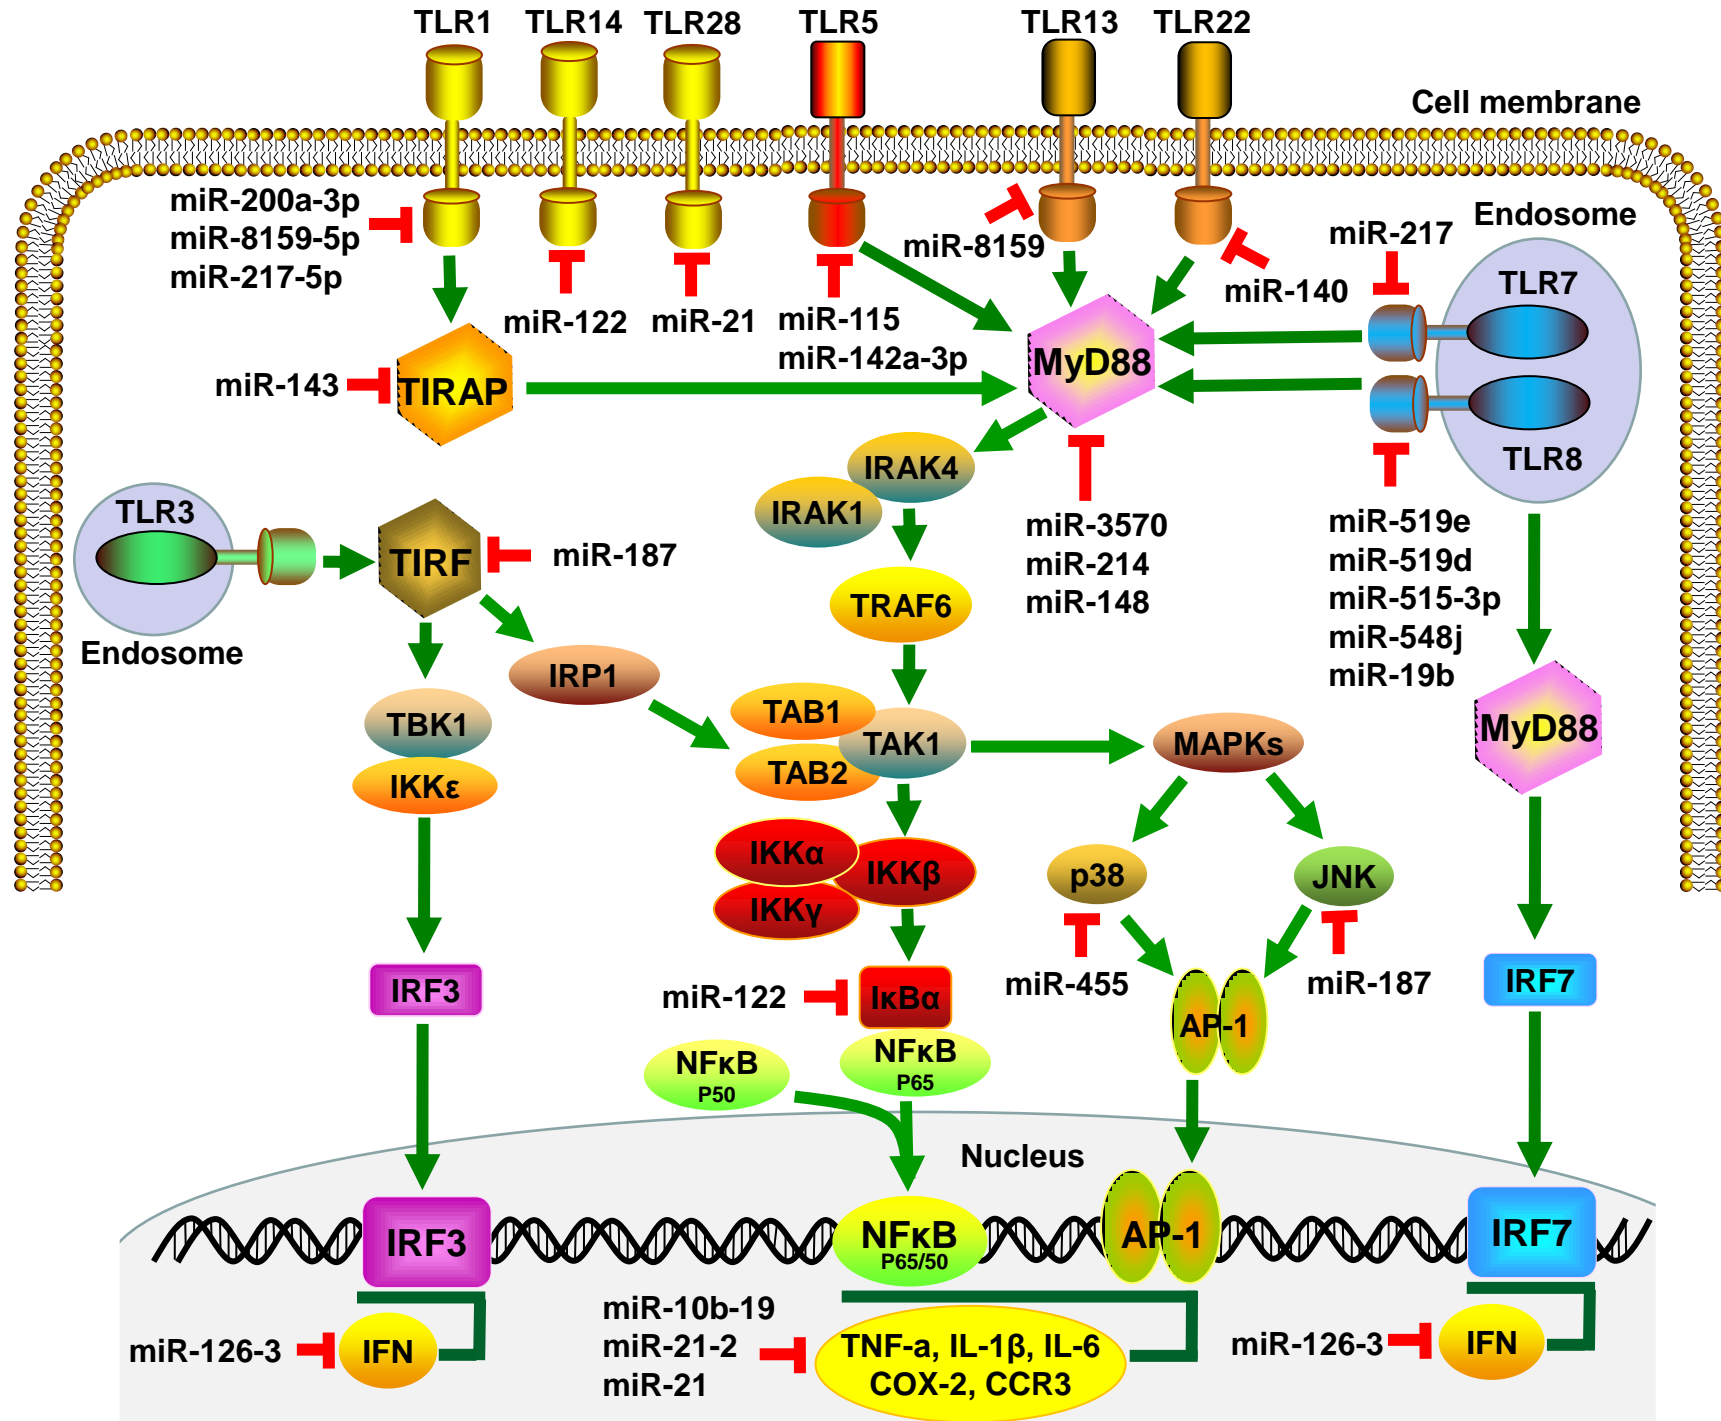 TLR1
TLR14
TLR28
TLR5
TLR13
TLR22
Cell membrane
miR-200a-3p
miR-8159-5p
miR-217-5p
miR-122
miR-21
miR-115
miR-142a-3p
miR-8159
miR-140
miR-217
Endosome
TLR7
TLR8
miR-143
TIRAP
MyD88
IRAK4
IRAK1
miR-3570
miR-214
miR-148
miR-519e
miR-519d
miR-515-3p
miR-548j
miR-19b
TLR3
Endosome
TIRF
miR-187
TRAF6
IRP1
TBK1
IKKε
TAB1
TAB2
TAK1
MAPKs
MyD88
IKKα
IKKβ
IKKγ
p38
JNK
miR-455
miR-187
IRF3
miR-122
IκBα
NFκB
P50
NFκB
P65
AP-1
IRF7
Nucleus
IRF3
NFκB
P65/50
AP-1
IRF7
miR-126-3
IFN
miR-10b-19
miR-21-2
miR-21
TNF-a, IL-1β, IL-6
COX-2, CCR3
miR-126-3
IFN